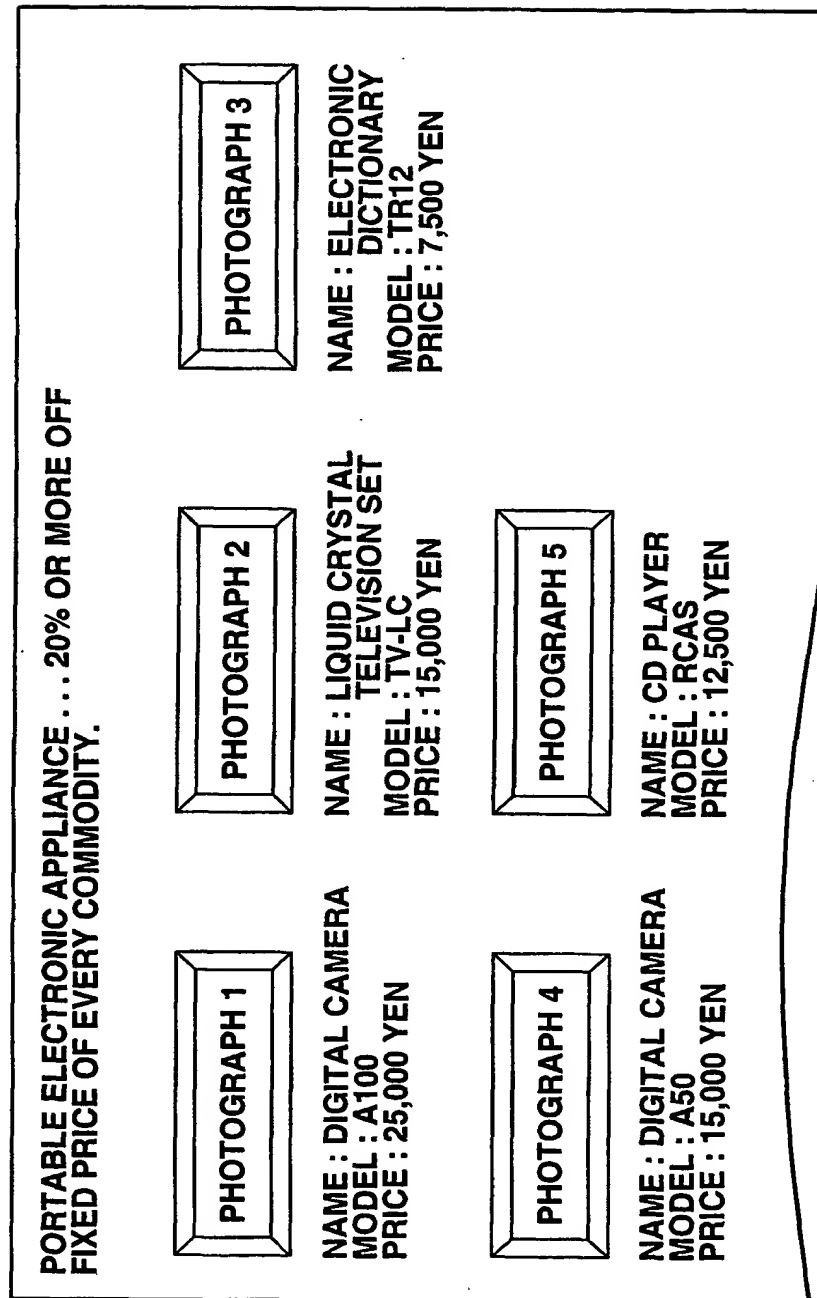 PORTABLE ELECTRONIC APPLIANCE . . . 20% OR MORE OFF
FIXED PRICE OF EVERY COMMODITY.
PHOTOGRAPH 1
NAME : DIGITAL CAMERA
MODEL : A100
PRICE : 25,000 YEN
PHOTOGRAPH 2
NAME : LIQUID CRYSTAL
TELEVISION SET
MODEL : TV-LC
PRICE : 15,000 YEN
PHOTOGRAPH 3
NAME : ELECTRONIC
DICTIONARY
MODEL : TR12
PRICE : 7,500 YEN
PHOTOGRAPH 4
NAME : DIGITAL CAMERA
MODEL : A50
PRICE : 15,000 YEN
PHOTOGRAPH 5
NAME : CD PLAYER
MODEL : RCAS
PRICE : 12,500 YEN